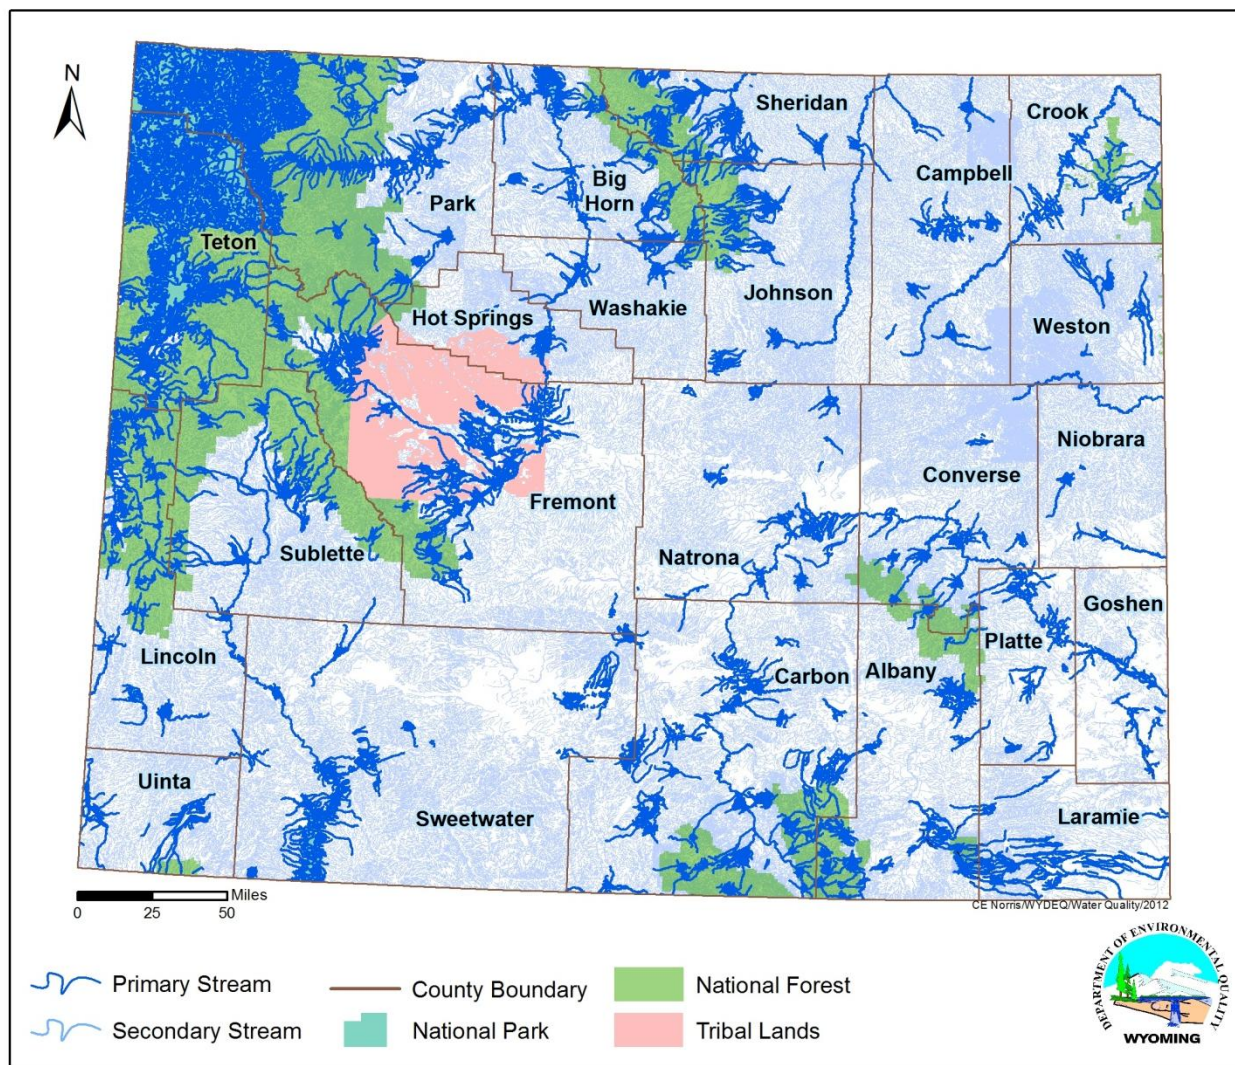 N
Sheridan
Crook
Campbell
Park
Big
Horn
Teton
Johnson
Hot Springs
Washakie
Weston
Niobrara
Converse
Fremont
Natrona
Sublette
Goshen
Platte
Lincoln
Carbon
Albany
Uinta
Sweetwater
Laramie
Miles
0 25 50
CE Norris/WYDEQ/Water Quality/2012
Primary Stream
County Boundary
National Forest
Secondary Stream
National Park
Tribal Lands
DEPARTMENT OF ENVIRONMENTAL QUALITY
WYOMING